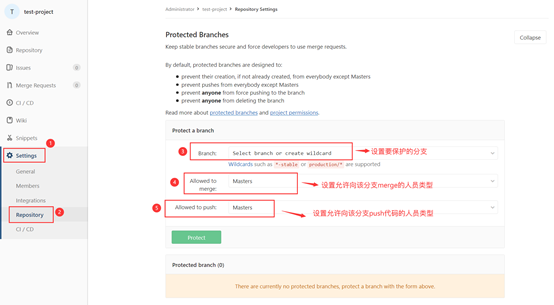 T test-project
Administrator > test-project > Repository Settings
Overview
Repository
Issues 0
Merge Requests 0
CI / CD
Wiki
Snippets
1
Settings
General
Members
Integrations
Repository 2
CI / CD
Protected Branches
Collapse
Keep stable branches secure and force developers to use merge requests.
By default, protected branches are designed to:
prevent their creation, if not already created, from everybody except Masters
prevent pushes from everybody except Masters
prevent anyone from force pushing to the branch
prevent anyone from deleting the branch
Read more about protected branches and project permissions.
Protect a branch
3 Branch: Select branch or create wildcard 设置要保护的分支
Wildcards such as *-stable or production/* are supported
4 Allowed to merge: Masters 设置允许向该分支merge的人员类型
5 Allowed to push: Masters 设置允许向该分支push代码的人员类型
Protect
Protected branch (0)
There are currently no protected branches, protect a branch with the form above.